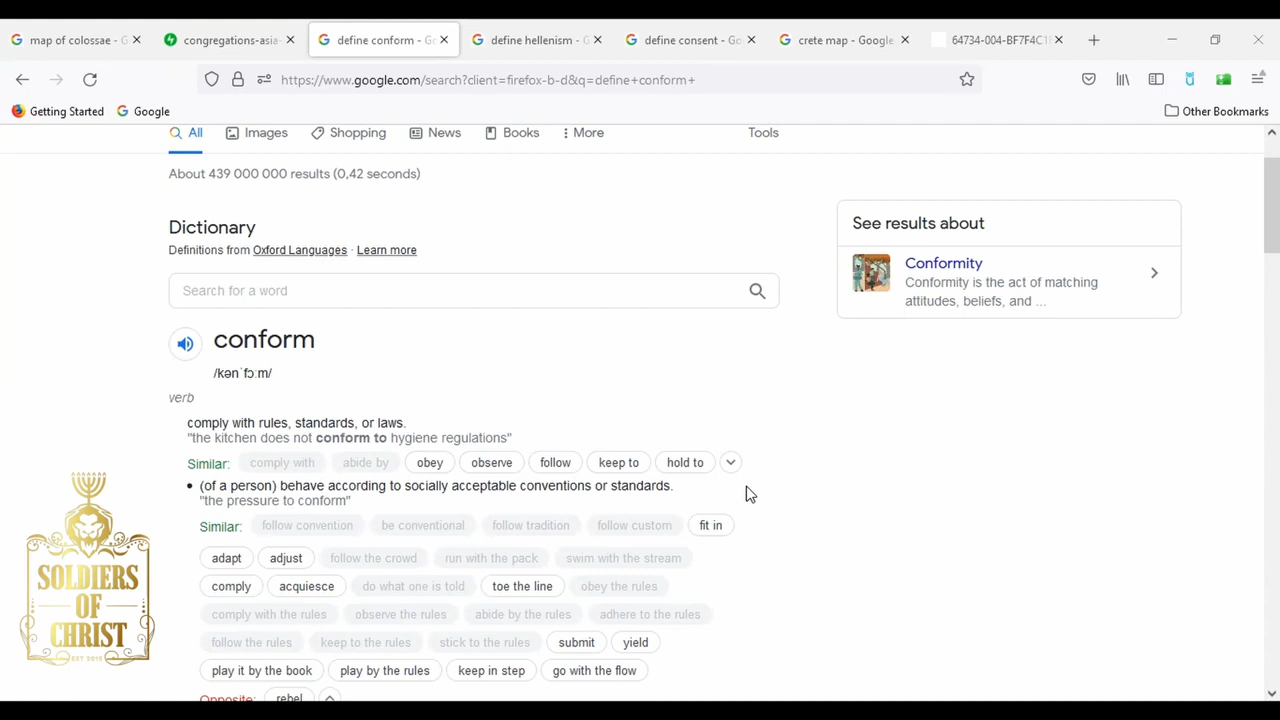 map of colossae - G
congregations-asia-
define conform - Go
define hellenism - G
define consent - Go
crete map - Google
64734-004-BF7F4C1
https://www.google.com/search?client=firefox-b-d&q=define+conform+
Getting Started
Google
Other Bookmarks
All
Images
Shopping
News
Books
More
Tools
About 439 000 000 results (0,42 seconds)
Dictionary
Definitions from Oxford Languages · Learn more
Search for a word
conform
/kənˈfɔːm/
verb
comply with rules, standards, or laws.
"the kitchen does not conform to hygiene regulations"
Similar: comply with abide by obey observe follow keep to hold to
• (of a person) behave according to socially acceptable conventions or standards.
"the pressure to conform"
Similar: follow convention be conventional follow tradition follow custom fit in
adapt adjust follow the crowd run with the pack swim with the stream
comply acquiesce do what one is told toe the line obey the rules
comply with the rules observe the rules abide by the rules adhere to the rules
follow the rules keep to the rules stick to the rules submit yield
play it by the book play by the rules keep in step go with the flow
Opposite: rebel
See results about
Conformity
Conformity is the act of matching
attitudes, beliefs, and ...
SOLDIERS
OF
CHRIST
EST 2015